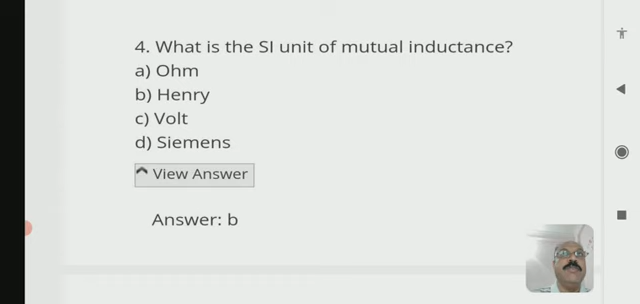 4. What is the SI unit of mutual inductance?
a) Ohm
b) Henry
c) Volt
d) Siemens
View Answer
Answer: b